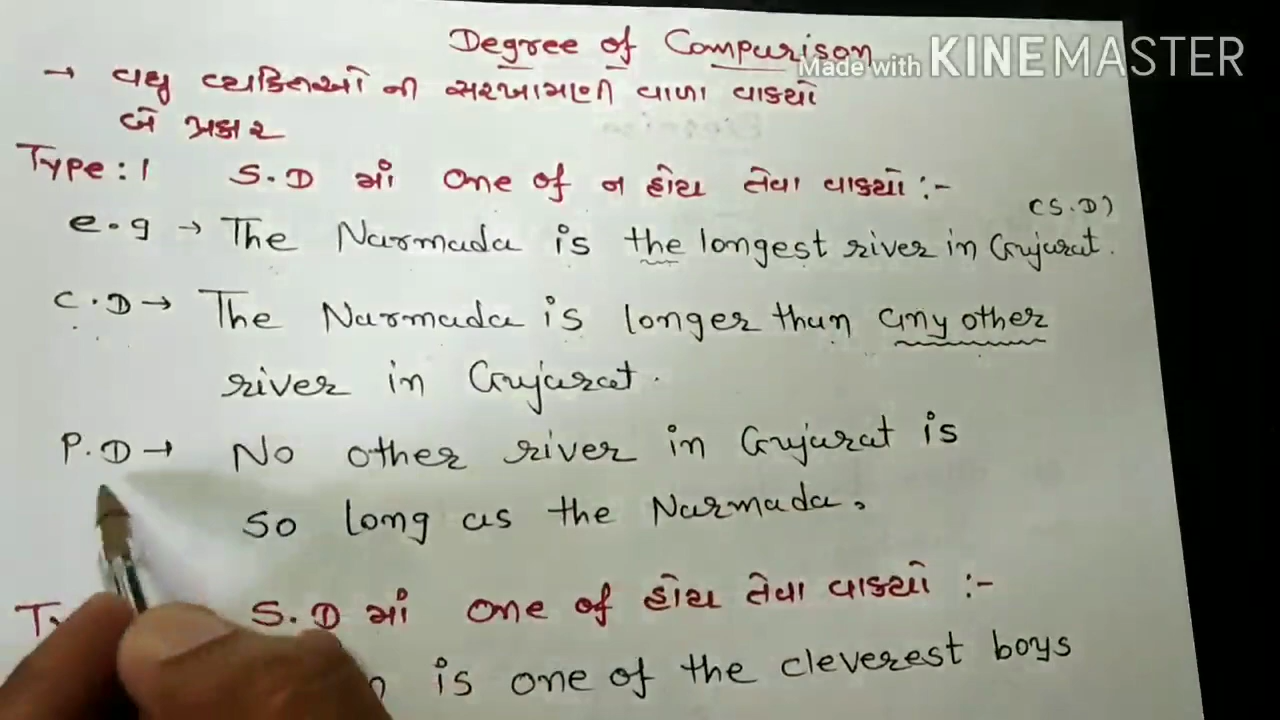 Degree of Comparison
Made with KINEMASTER
→ વધુ વ્યક્તિઓ ની સરખામણી વાળા વાક્યો
બે પ્રકાર
Type : 1 S.D માં one of ન હોય તેવા વાક્યો :-
(S.D)
e.g → The Narmada is the longest river in Gujarat.
C.D → The Narmada is longer than any other
river in Gujarat.
P.D → No other river in Gujarat is
so long as the Narmada.
S.D માં one of હોય તેવા વાક્યો :-
is one of the cleverest boys